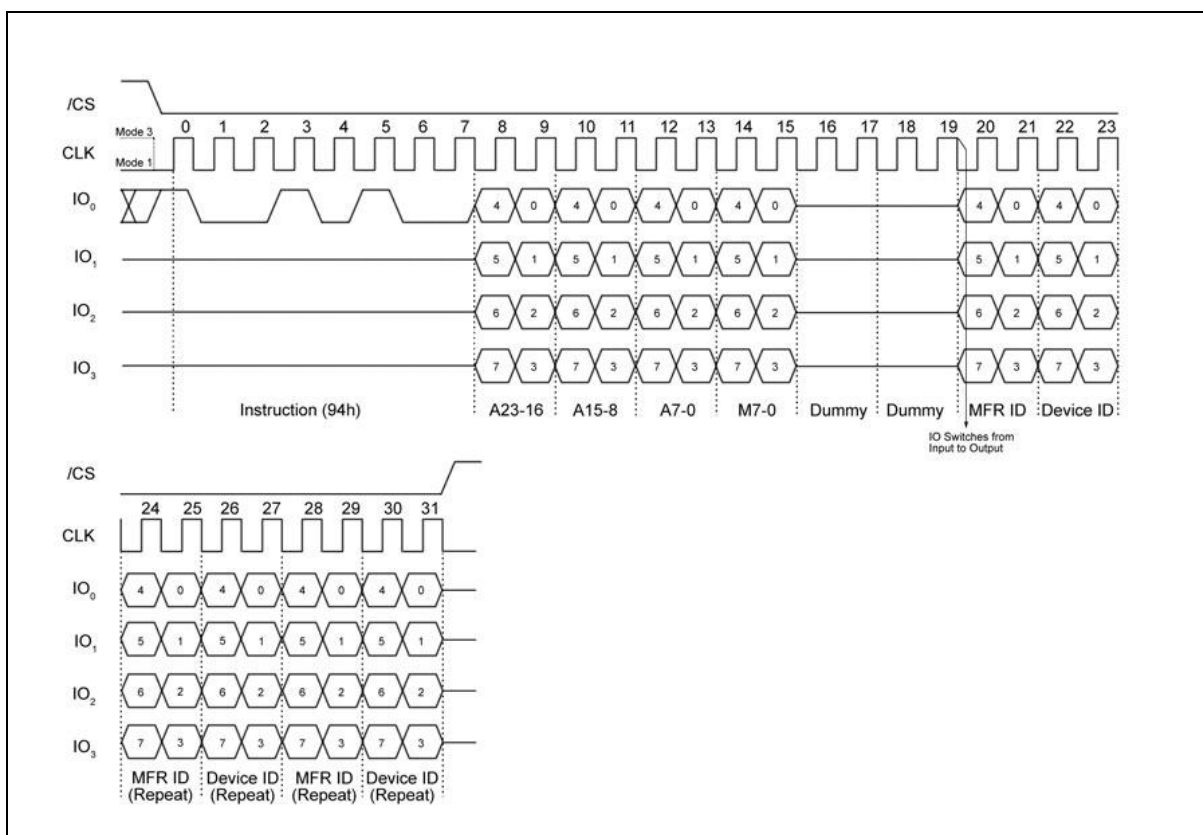 /CS
Mode 3
0 1 2 3 4 5 6 7 8 9 10 11 12 13 14 15 16 17 18 19 20 21 22 23
CLK
Mode 1
IO0 4 0 4 0 4 0 4 0 4 0 4 0
IO1 5 1 5 1 5 1 5 1 5 1 5 1
IO2 6 2 6 2 6 2 6 2 6 2 6 2
IO3 7 3 7 3 7 3 7 3 7 3 7 3
Instruction (94h) A23-16 A15-8 A7-0 M7-0 Dummy Dummy MFR ID Device ID
IO Switches from
Input to Output
/CS
24 25 26 27 28 29 30 31
CLK
IO0 4 0 4 0 4 0 4 0
IO1 5 1 5 1 5 1 5 1
IO2 6 2 6 2 6 2 6 2
IO3 7 3 7 3 7 3 7 3
MFR ID Device ID MFR ID Device ID
(Repeat) (Repeat) (Repeat) (Repeat)